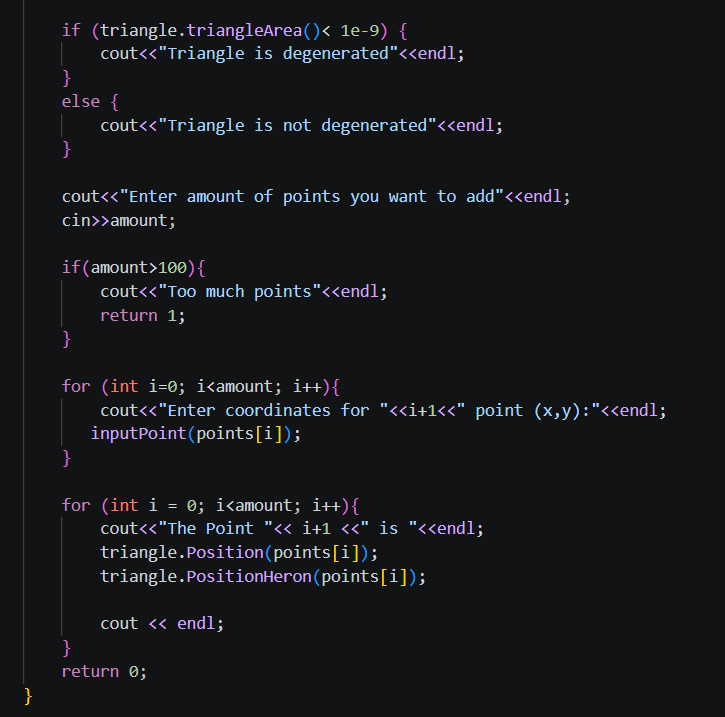 if (triangle.triangleArea()< 1e-9) {
cout<<"Triangle is degenerated"<<endl;
}
else {
cout<<"Triangle is not degenerated"<<endl;
}
cout<<"Enter amount of points you want to add"<<endl;
cin>>amount;
if(amount>100){
cout<<"Too much points"<<endl;
return 1;
}
for (int i=0; i<amount; i++){
cout<<"Enter coordinates for "<<i+1<<" point (x,y):"<<endl;
inputPoint(points[i]);
}
for (int i = 0; i<amount; i++){
cout<<"The Point "<< i+1 <<" is "<<endl;
triangle.Position(points[i]);
triangle.PositionHeron(points[i]);
cout << endl;
}
return 0;
}